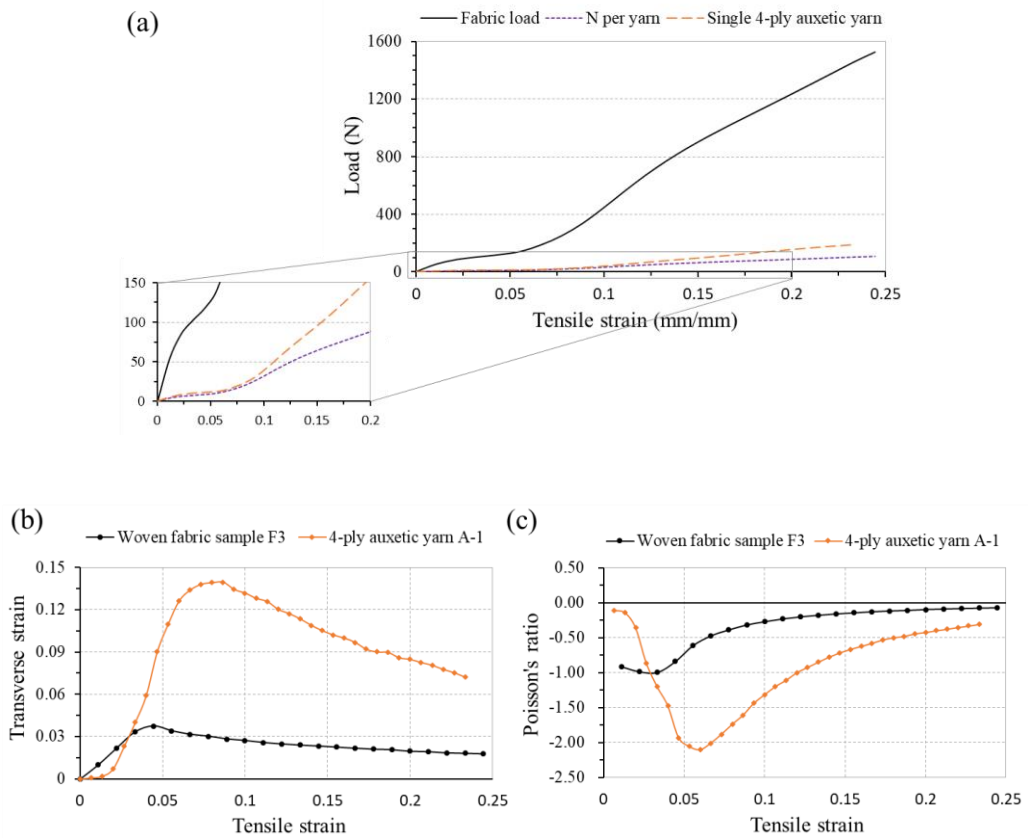 (a)
Fabric load N per yarn Single 4-ply auxetic yarn
1600
1200
800
400
0
Load (N)
0 0.05 0.1 0.15 0.2 0.25
Tensile strain (mm/mm)
150
100
50
0
0 0.05 0.1 0.15 0.2
(b)
Woven fabric sample F3 4-ply auxetic yarn A-1
0.15
0.12
0.09
0.06
0.03
0
Transverse strain
0 0.05 0.1 0.15 0.2 0.25
Tensile strain
(c)
Woven fabric sample F3 4-ply auxetic yarn A-1
0.50
0.00
-0.50
-1.00
-1.50
-2.00
-2.50
Poisson's ratio
0 0.05 0.1 0.15 0.2 0.25
Tensile strain